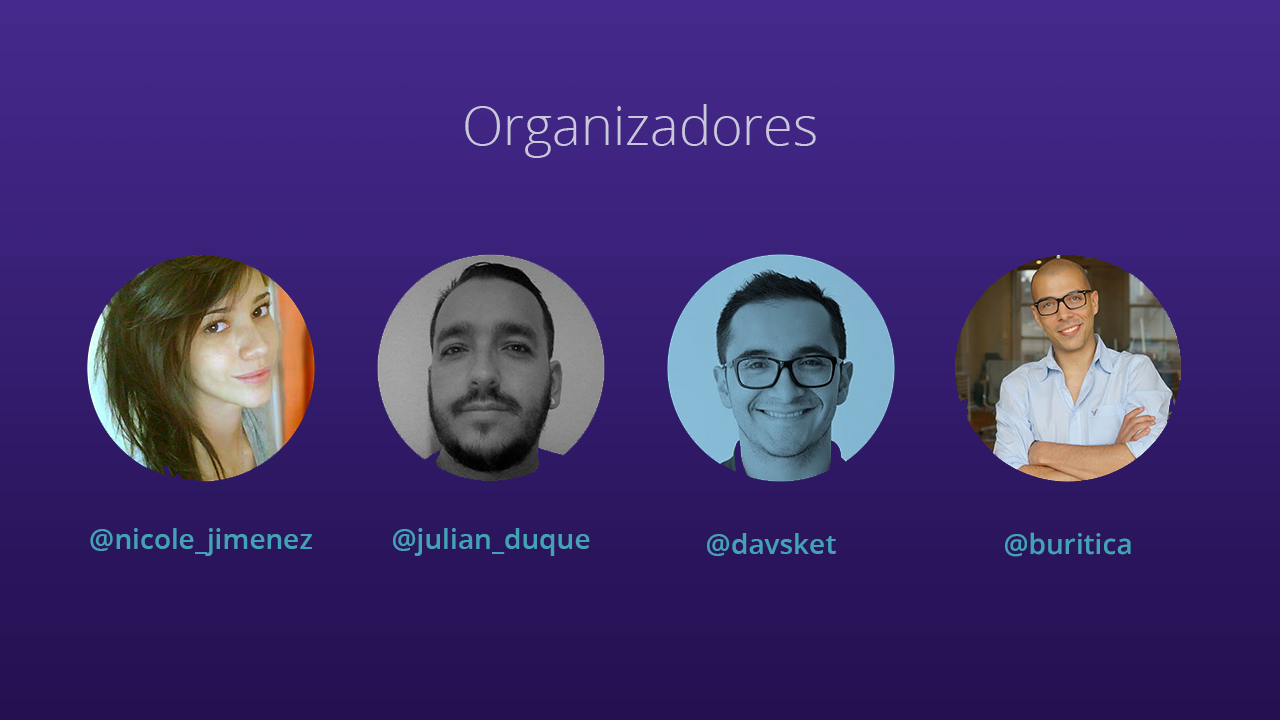 Organizadores
@nicole_jimenez
@julian_duque
@davsket
@buritica